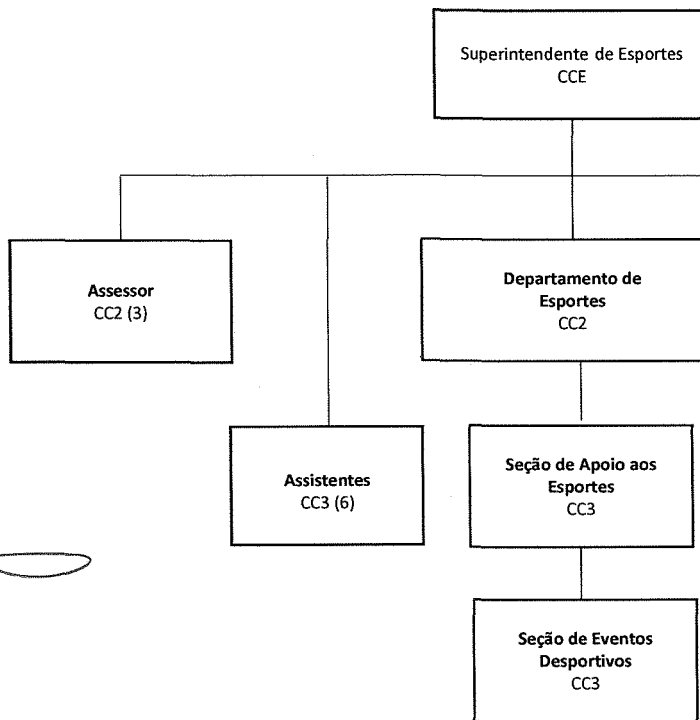 Superintendente de Esportes
CCE
Assessor
CC2 (3)
Departamento de
Esportes
CC2
Assistentes
CC3 (6)
Seção de Apoio aos
Esportes
CC3
Seção de Eventos
Desportivos
CC3